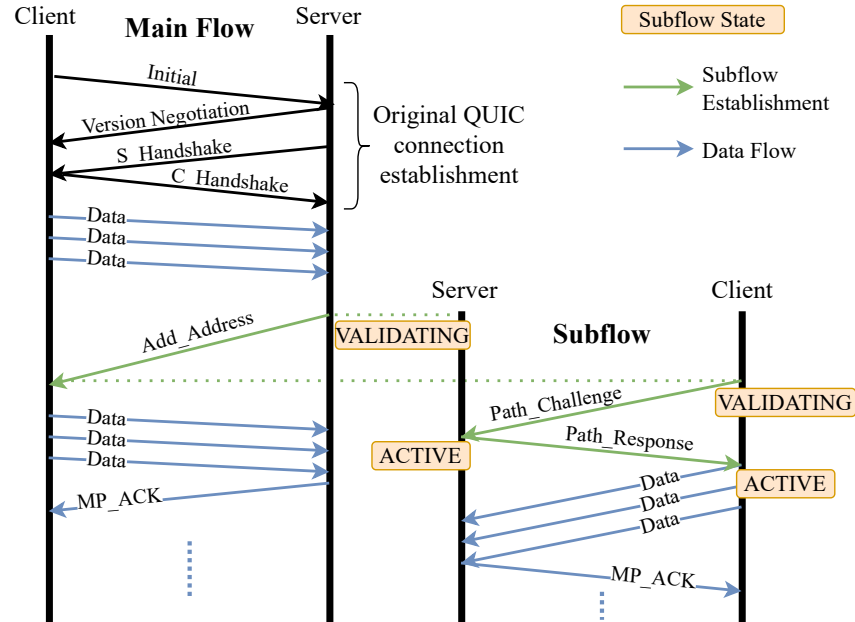 Client
Main Flow
Server
Subflow State
Initial
Subflow
Establishment
Version Negotiation
Original QUIC
connection
establishment
S_Handshake
Data Flow
C_Handshake
Data
Data
Data
Server
Client
Add_Address
VALIDATING
Subflow
Path_Challenge
VALIDATING
Data
Data
Data
Path_Response
ACTIVE
MP_ACK
Data
ACTIVE
Data
Data
MP_ACK